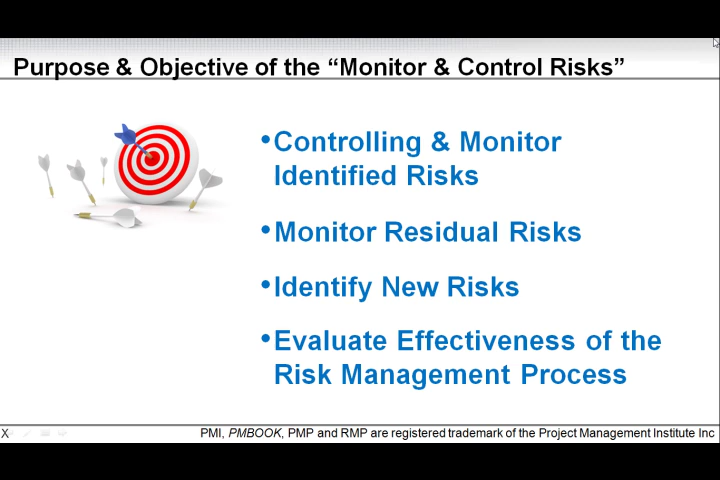 Purpose & Objective of the “Monitor & Control Risks”
•Controlling & Monitor
Identified Risks
•Monitor Residual Risks
•Identify New Risks
•Evaluate Effectiveness of the
Risk Management Process
X
PMI, PMBOOK, PMP and RMP are registered trademark of the Project Management Institute Inc